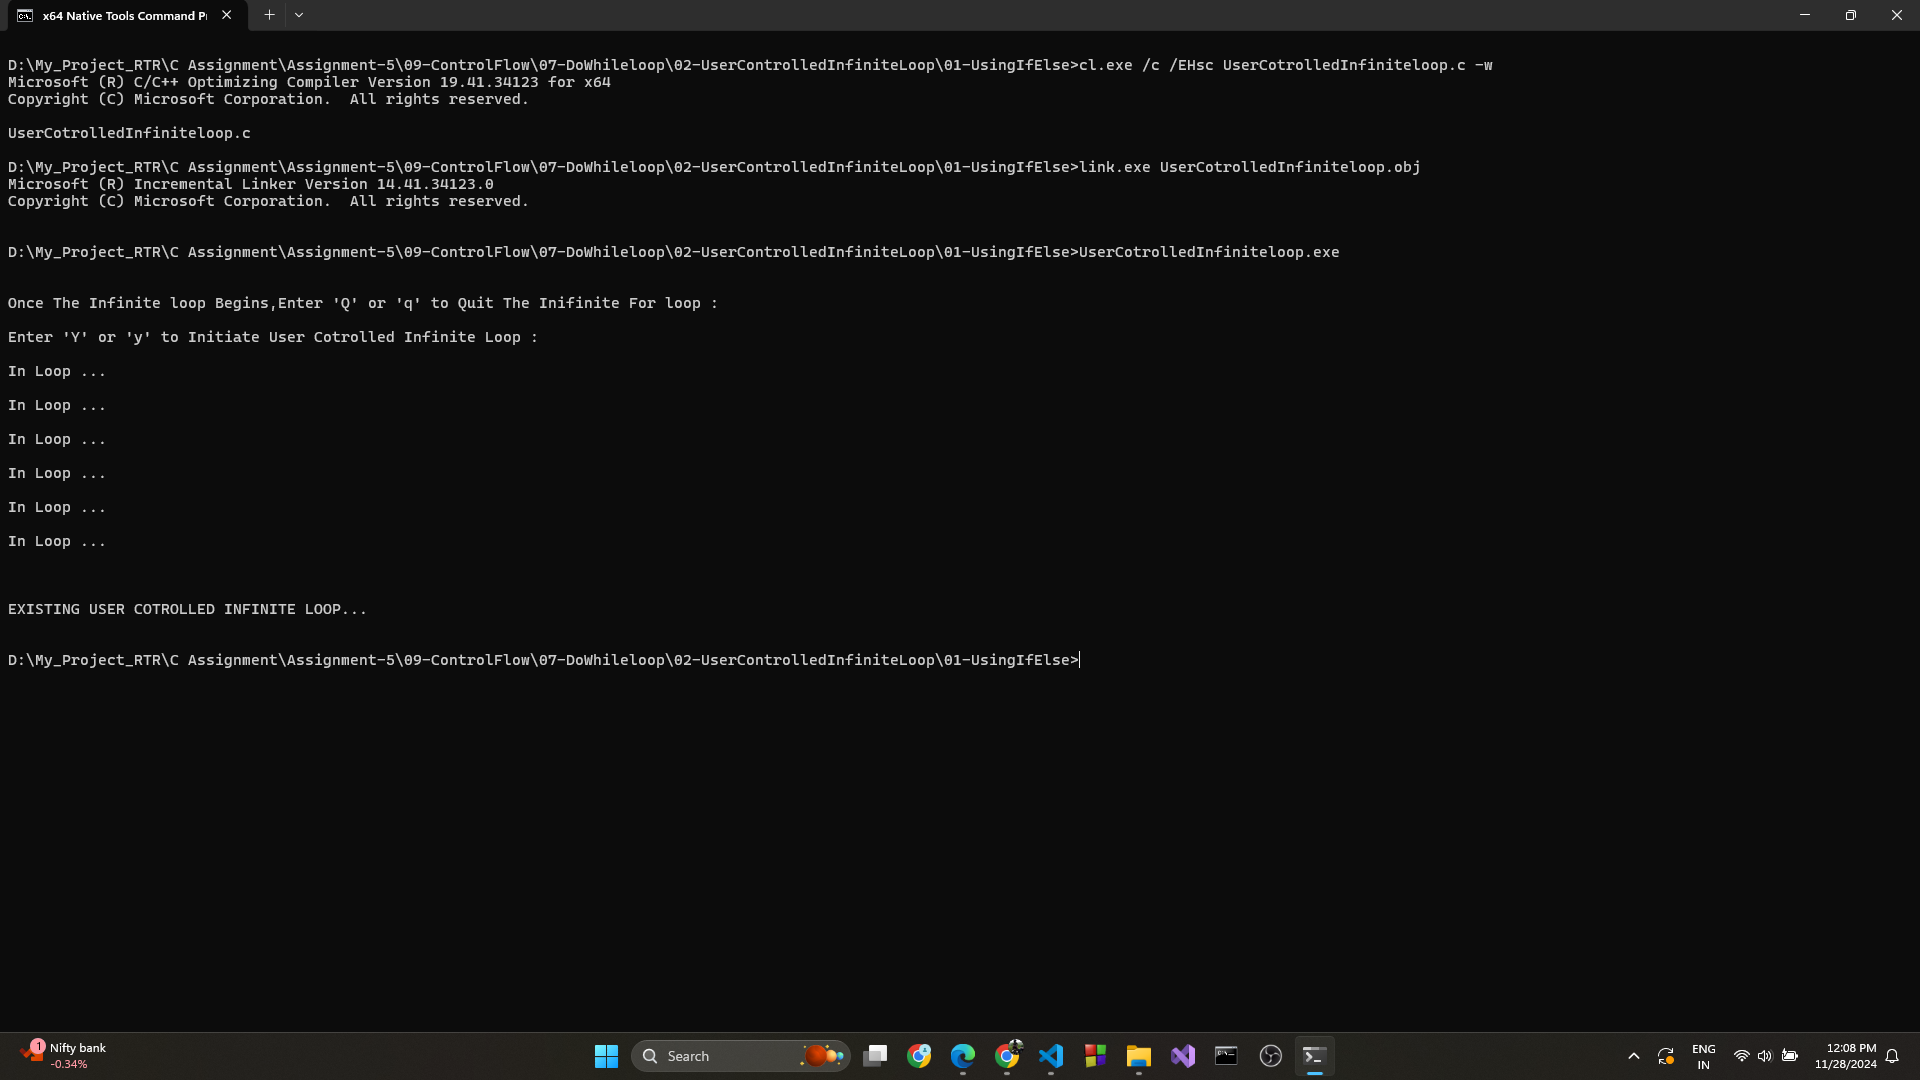 x64 Native Tools Command P
D:\My_Project_RTR\C Assignment\Assignment-5\09-ControlFlow\07-DoWhileloop\02-UserControlledInfiniteLoop\01-UsingIfElse>cl.exe /c /EHsc UserCotrolledInfiniteloop.c -w
Microsoft (R) C/C++ Optimizing Compiler Version 19.41.34123 for x64
Copyright (C) Microsoft Corporation.  All rights reserved.
UserCotrolledInfiniteloop.c
D:\My_Project_RTR\C Assignment\Assignment-5\09-ControlFlow\07-DoWhileloop\02-UserControlledInfiniteLoop\01-UsingIfElse>link.exe UserCotrolledInfiniteloop.obj
Microsoft (R) Incremental Linker Version 14.41.34123.0
Copyright (C) Microsoft Corporation.  All rights reserved.
D:\My_Project_RTR\C Assignment\Assignment-5\09-ControlFlow\07-DoWhileloop\02-UserControlledInfiniteLoop\01-UsingIfElse>UserCotrolledInfiniteloop.exe
Once The Infinite loop Begins,Enter 'Q' or 'q' to Quit The Inifinite For loop :
Enter 'Y' or 'y' to Initiate User Cotrolled Infinite Loop :
In Loop ...
In Loop ...
In Loop ...
In Loop ...
In Loop ...
In Loop ...
EXISTING USER COTROLLED INFINITE LOOP...
D:\My_Project_RTR\C Assignment\Assignment-5\09-ControlFlow\07-DoWhileloop\02-UserControlledInfiniteLoop\01-UsingIfElse>
1
Nifty bank
-0.34%
Search
ENG
IN
12:08 PM
11/28/2024